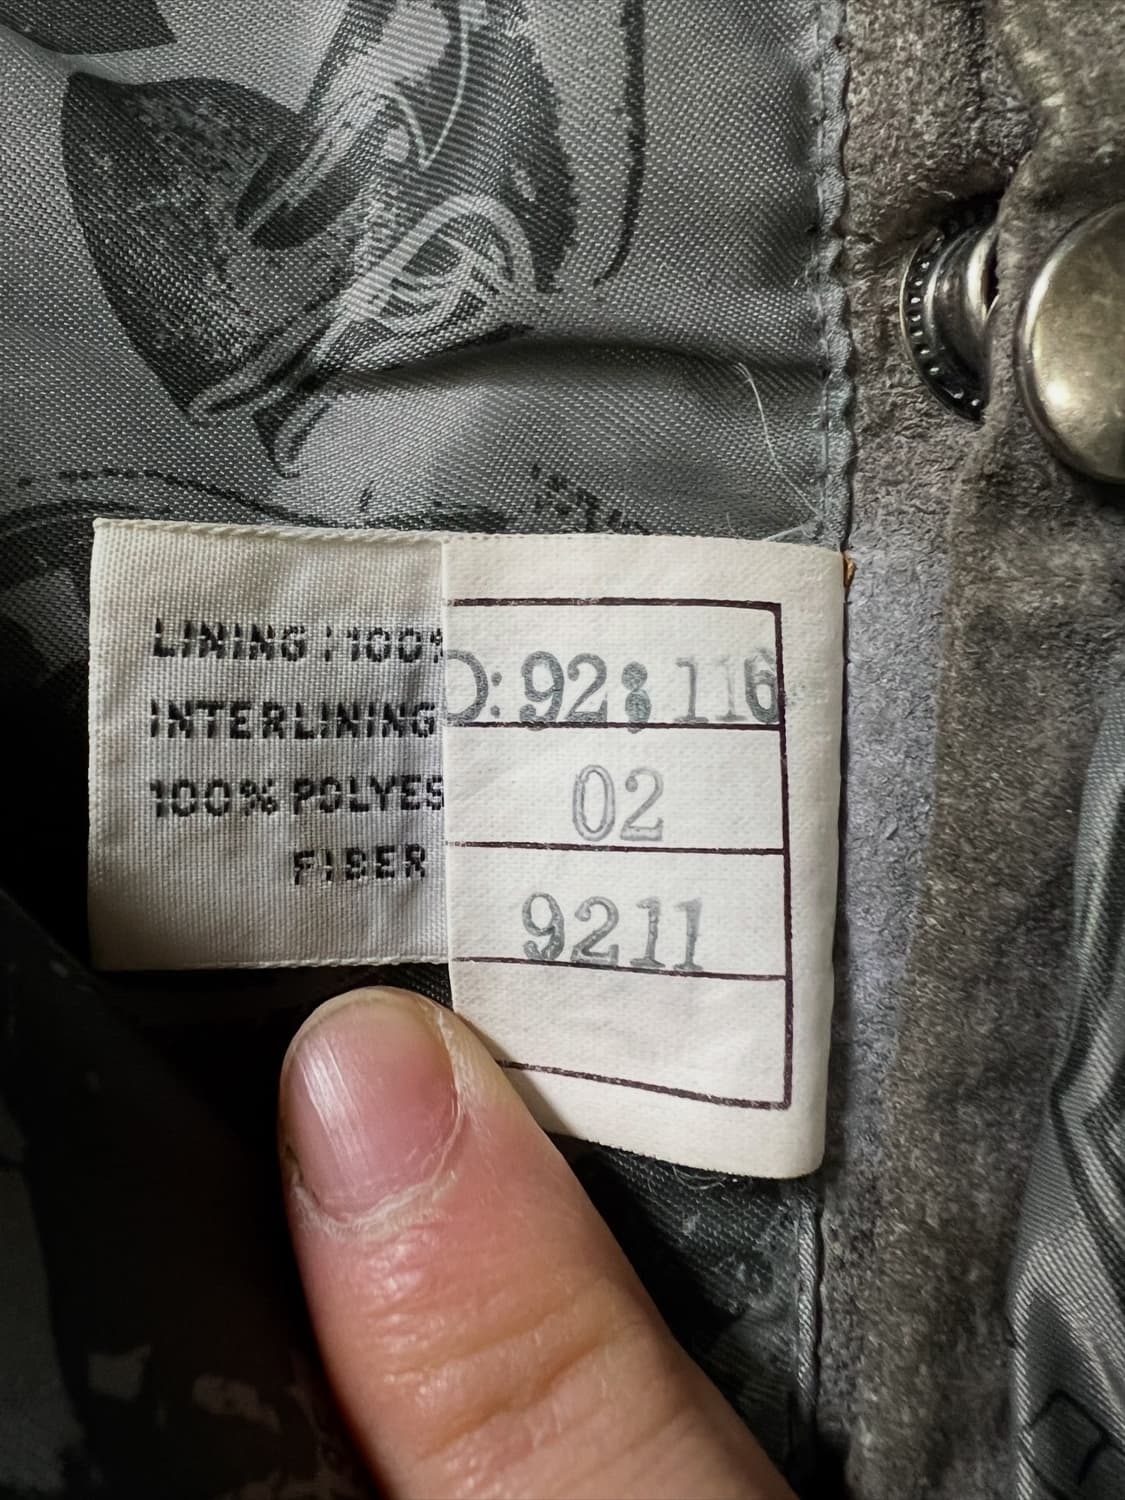 LINING : 100%
INTERLINING
100% POLYES
FIBER
O: 92 : 116
02
9211